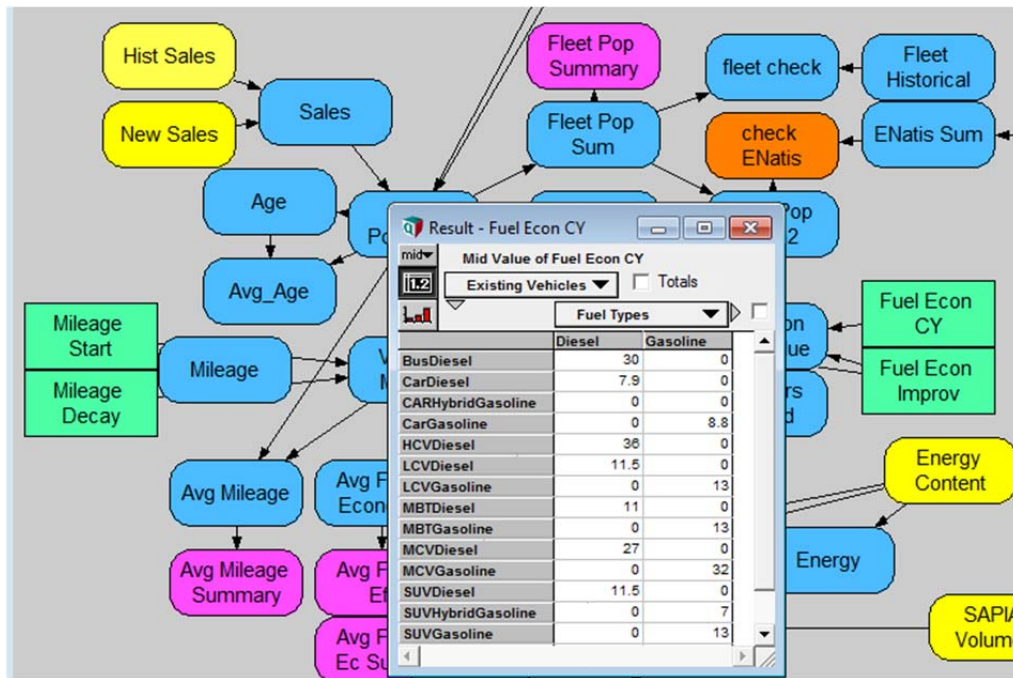 Hist Sales
New Sales
Sales
Fleet Pop
Summary
fleet check
Fleet
Historical
Fleet Pop
Sum
check
ENatis
ENatis Sum
Age
Avg_Age
Mileage
Start
Mileage
Decay
Mileage
Fuel Econ
CY
Fuel Econ
Improv
Avg Mileage
Avg Mileage
Summary
Energy
Content
Energy
Result - Fuel Econ CY
mid
Mid Value of Fuel Econ CY
Existing Vehicles
Totals
1.2
Fuel Types
Diesel Gasoline
BusDiesel 30 0
CarDiesel 7.9 0
CARHybridGasoline 0 0
CarGasoline 0 8.8
HCVDiesel 36 0
LCVDiesel 11.5 0
LCVGasoline 0 13
MBTDiesel 11 0
MBTGasoline 0 13
MCVDiesel 27 0
MCVGasoline 0 32
SUVDiesel 11.5 0
SUVHybridGasoline 0 7
SUVGasoline 0 13